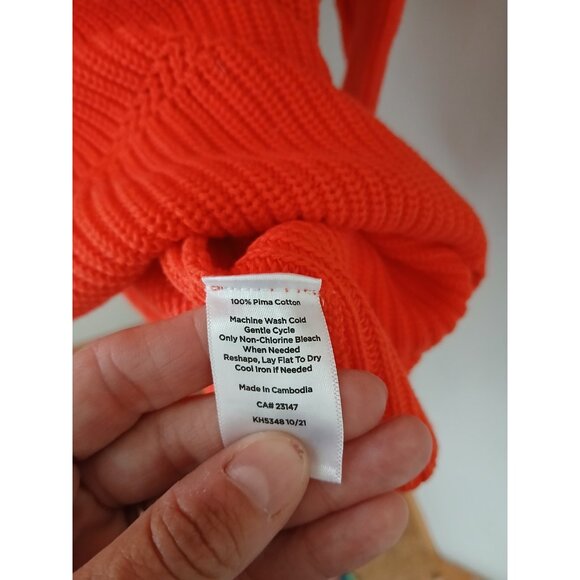 100% Pima Cotton
Machine Wash Cold
Gentle Cycle
Only Non-Chlorine Bleach
When Needed
Reshape, Lay Flat To Dry
Cool Iron If Needed
Made in Cambodia
CA# 23147
KH5348 10/21